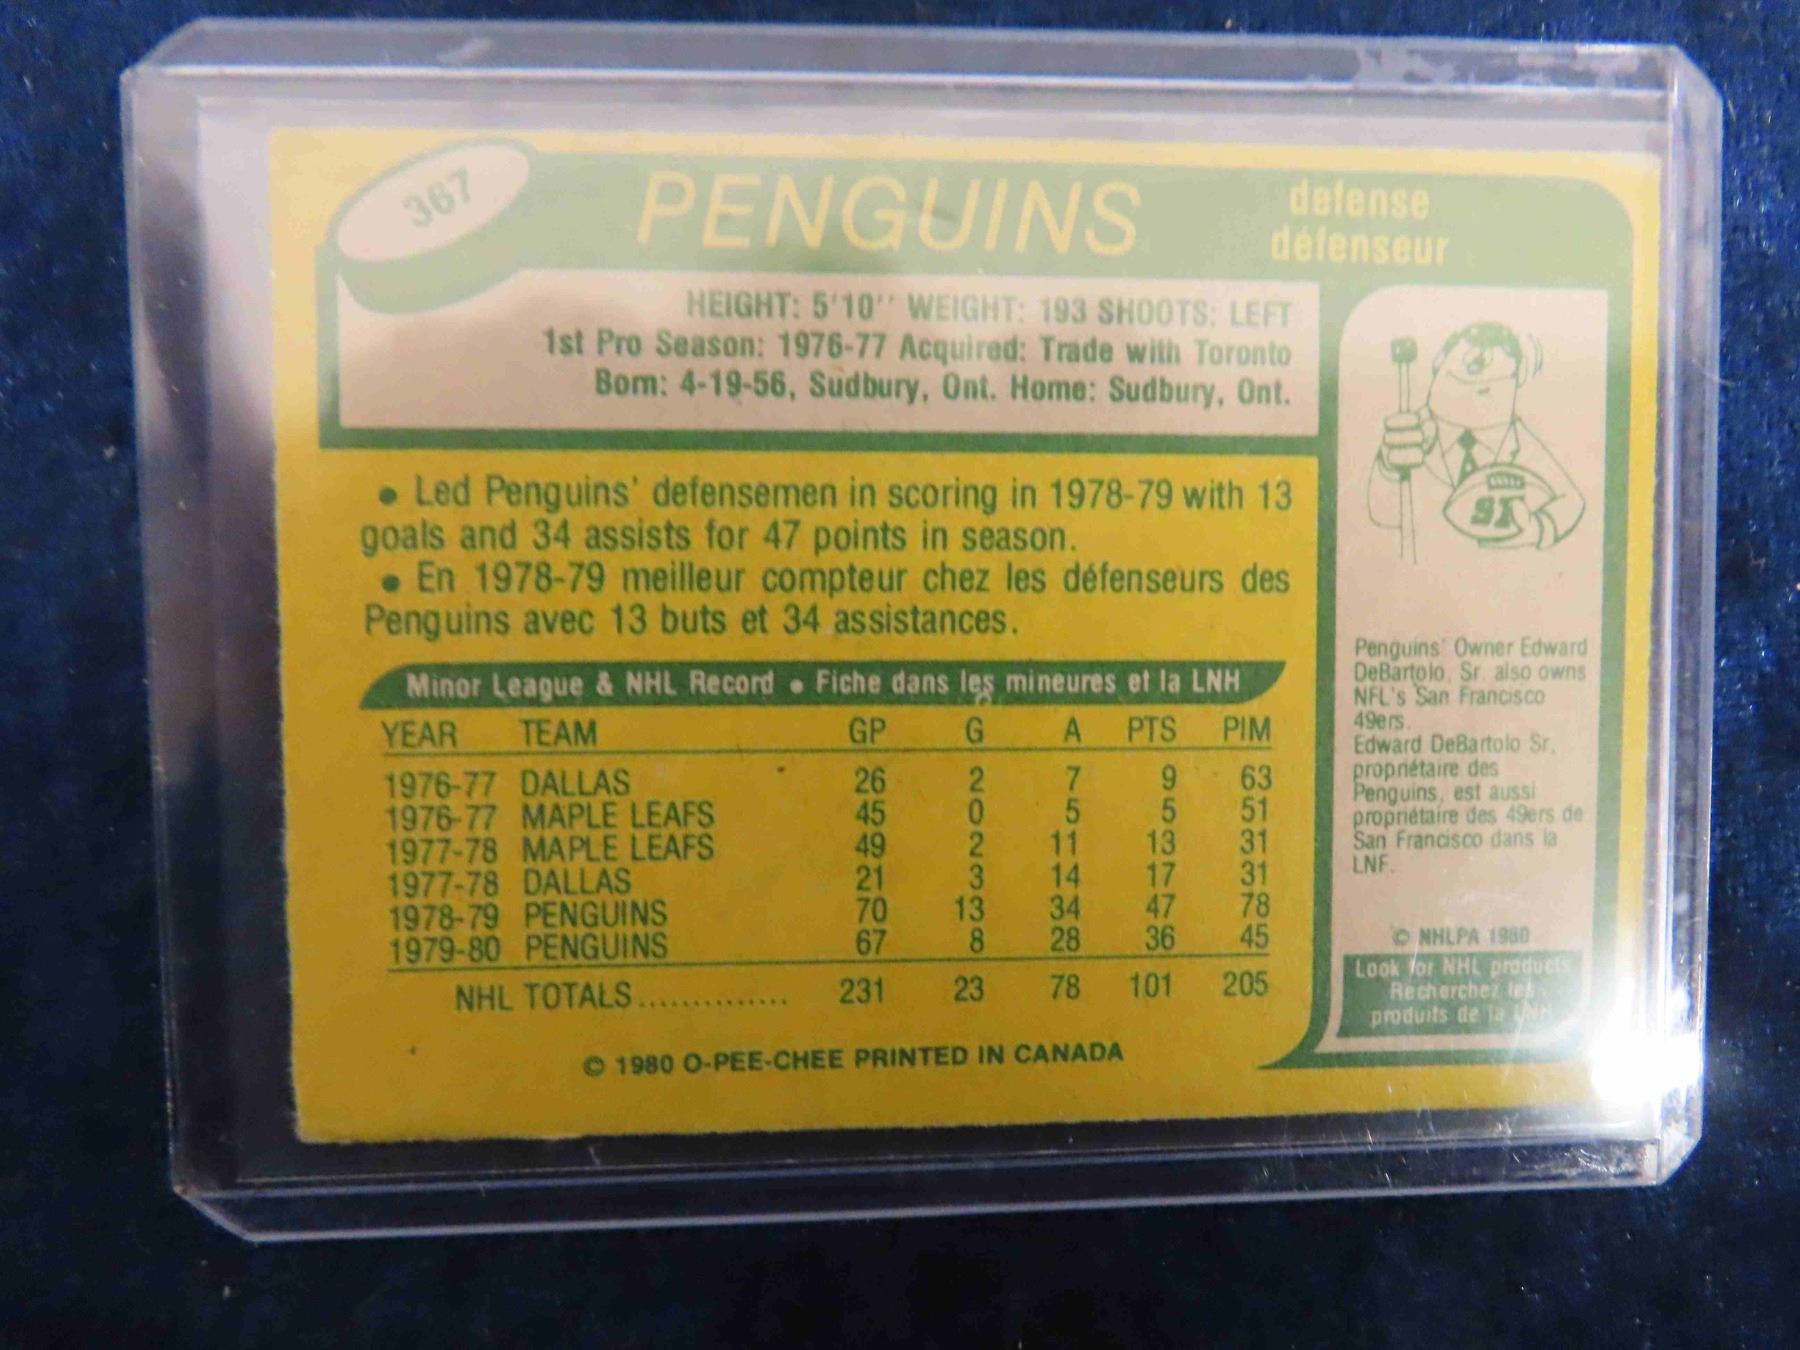 367
PENGUINS
defense
défenseur
HEIGHT: 5'10'' WEIGHT: 193 SHOOTS: LEFT
1st Pro Season: 1976-77 Acquired: Trade with Toronto
Born: 4-19-56, Sudbury, Ont. Home: Sudbury, Ont.
• Led Penguins' defensemen in scoring in 1978-79 with 13
goals and 34 assists for 47 points in season.
• En 1978-79 meilleur compteur chez les défenseurs des
Penguins avec 13 buts et 34 assistances.
Minor League & NHL Record • Fiche dans les mineures et la LNH
YEAR TEAM GP G A PTS PIM
1976-77 DALLAS 26 2 7 9 63
1976-77 MAPLE LEAFS 45 0 5 5 51
1977-78 MAPLE LEAFS 49 2 11 13 31
1977-78 DALLAS 21 3 14 17 31
1978-79 PENGUINS 70 13 34 47 78
1979-80 PENGUINS 67 8 28 36 45
NHL TOTALS.............. 231 23 78 101 205
© 1980 O-PEE-CHEE PRINTED IN CANADA
Penguins' Owner Edward
DeBartolo, Sr. also owns
NFL's San Francisco
49ers.
Edward DeBartolo Sr,
propriétaire des
Penguins, est aussi
propriétaire des 49ers de
San Francisco dans la
LNF.
© NHLPA 1980
Look for NHL products
Recherchez les
produits de la LNH